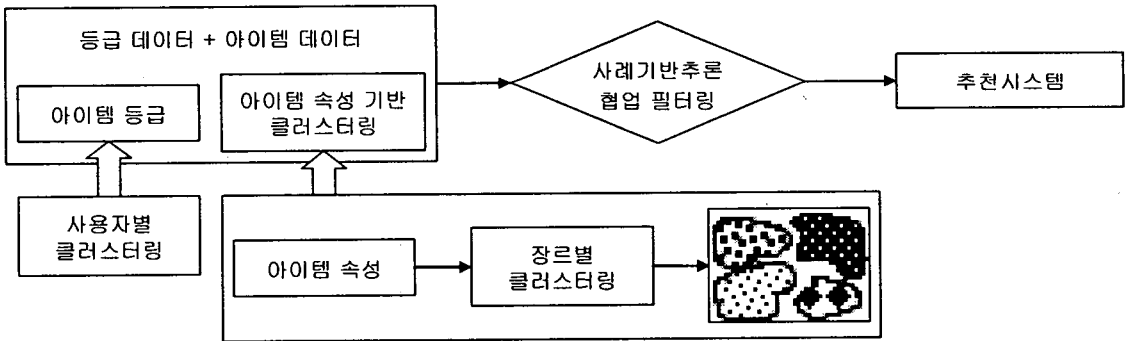 등급 데이터 + 아이템 데이터
아이템 등급
아이템 속성 기반
클러스터링
사례기반추론
협업 필터링
추천시스템
사용자별
클러스터링
아이템 속성
장르별
클러스터링